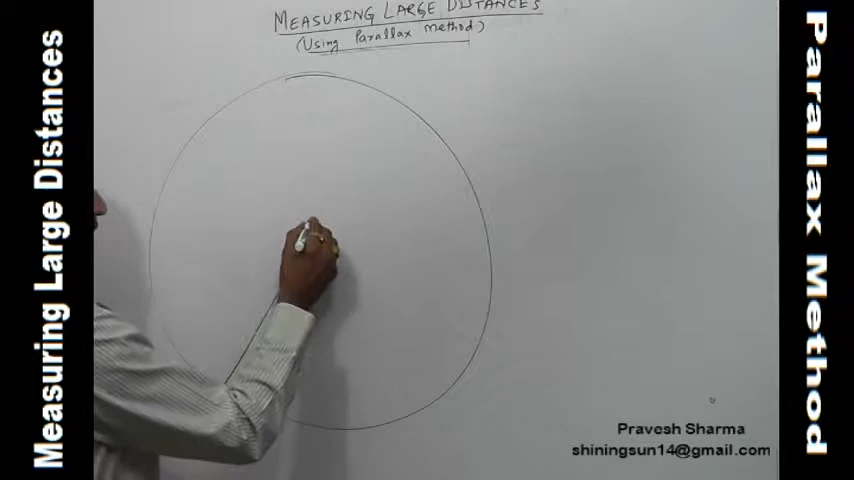 MEASURING LARGE DISTANCES
(Using Parallax Method)
Measuring Large Distances
Parallax Method
Pravesh Sharma
shiningsun14@gmail.com